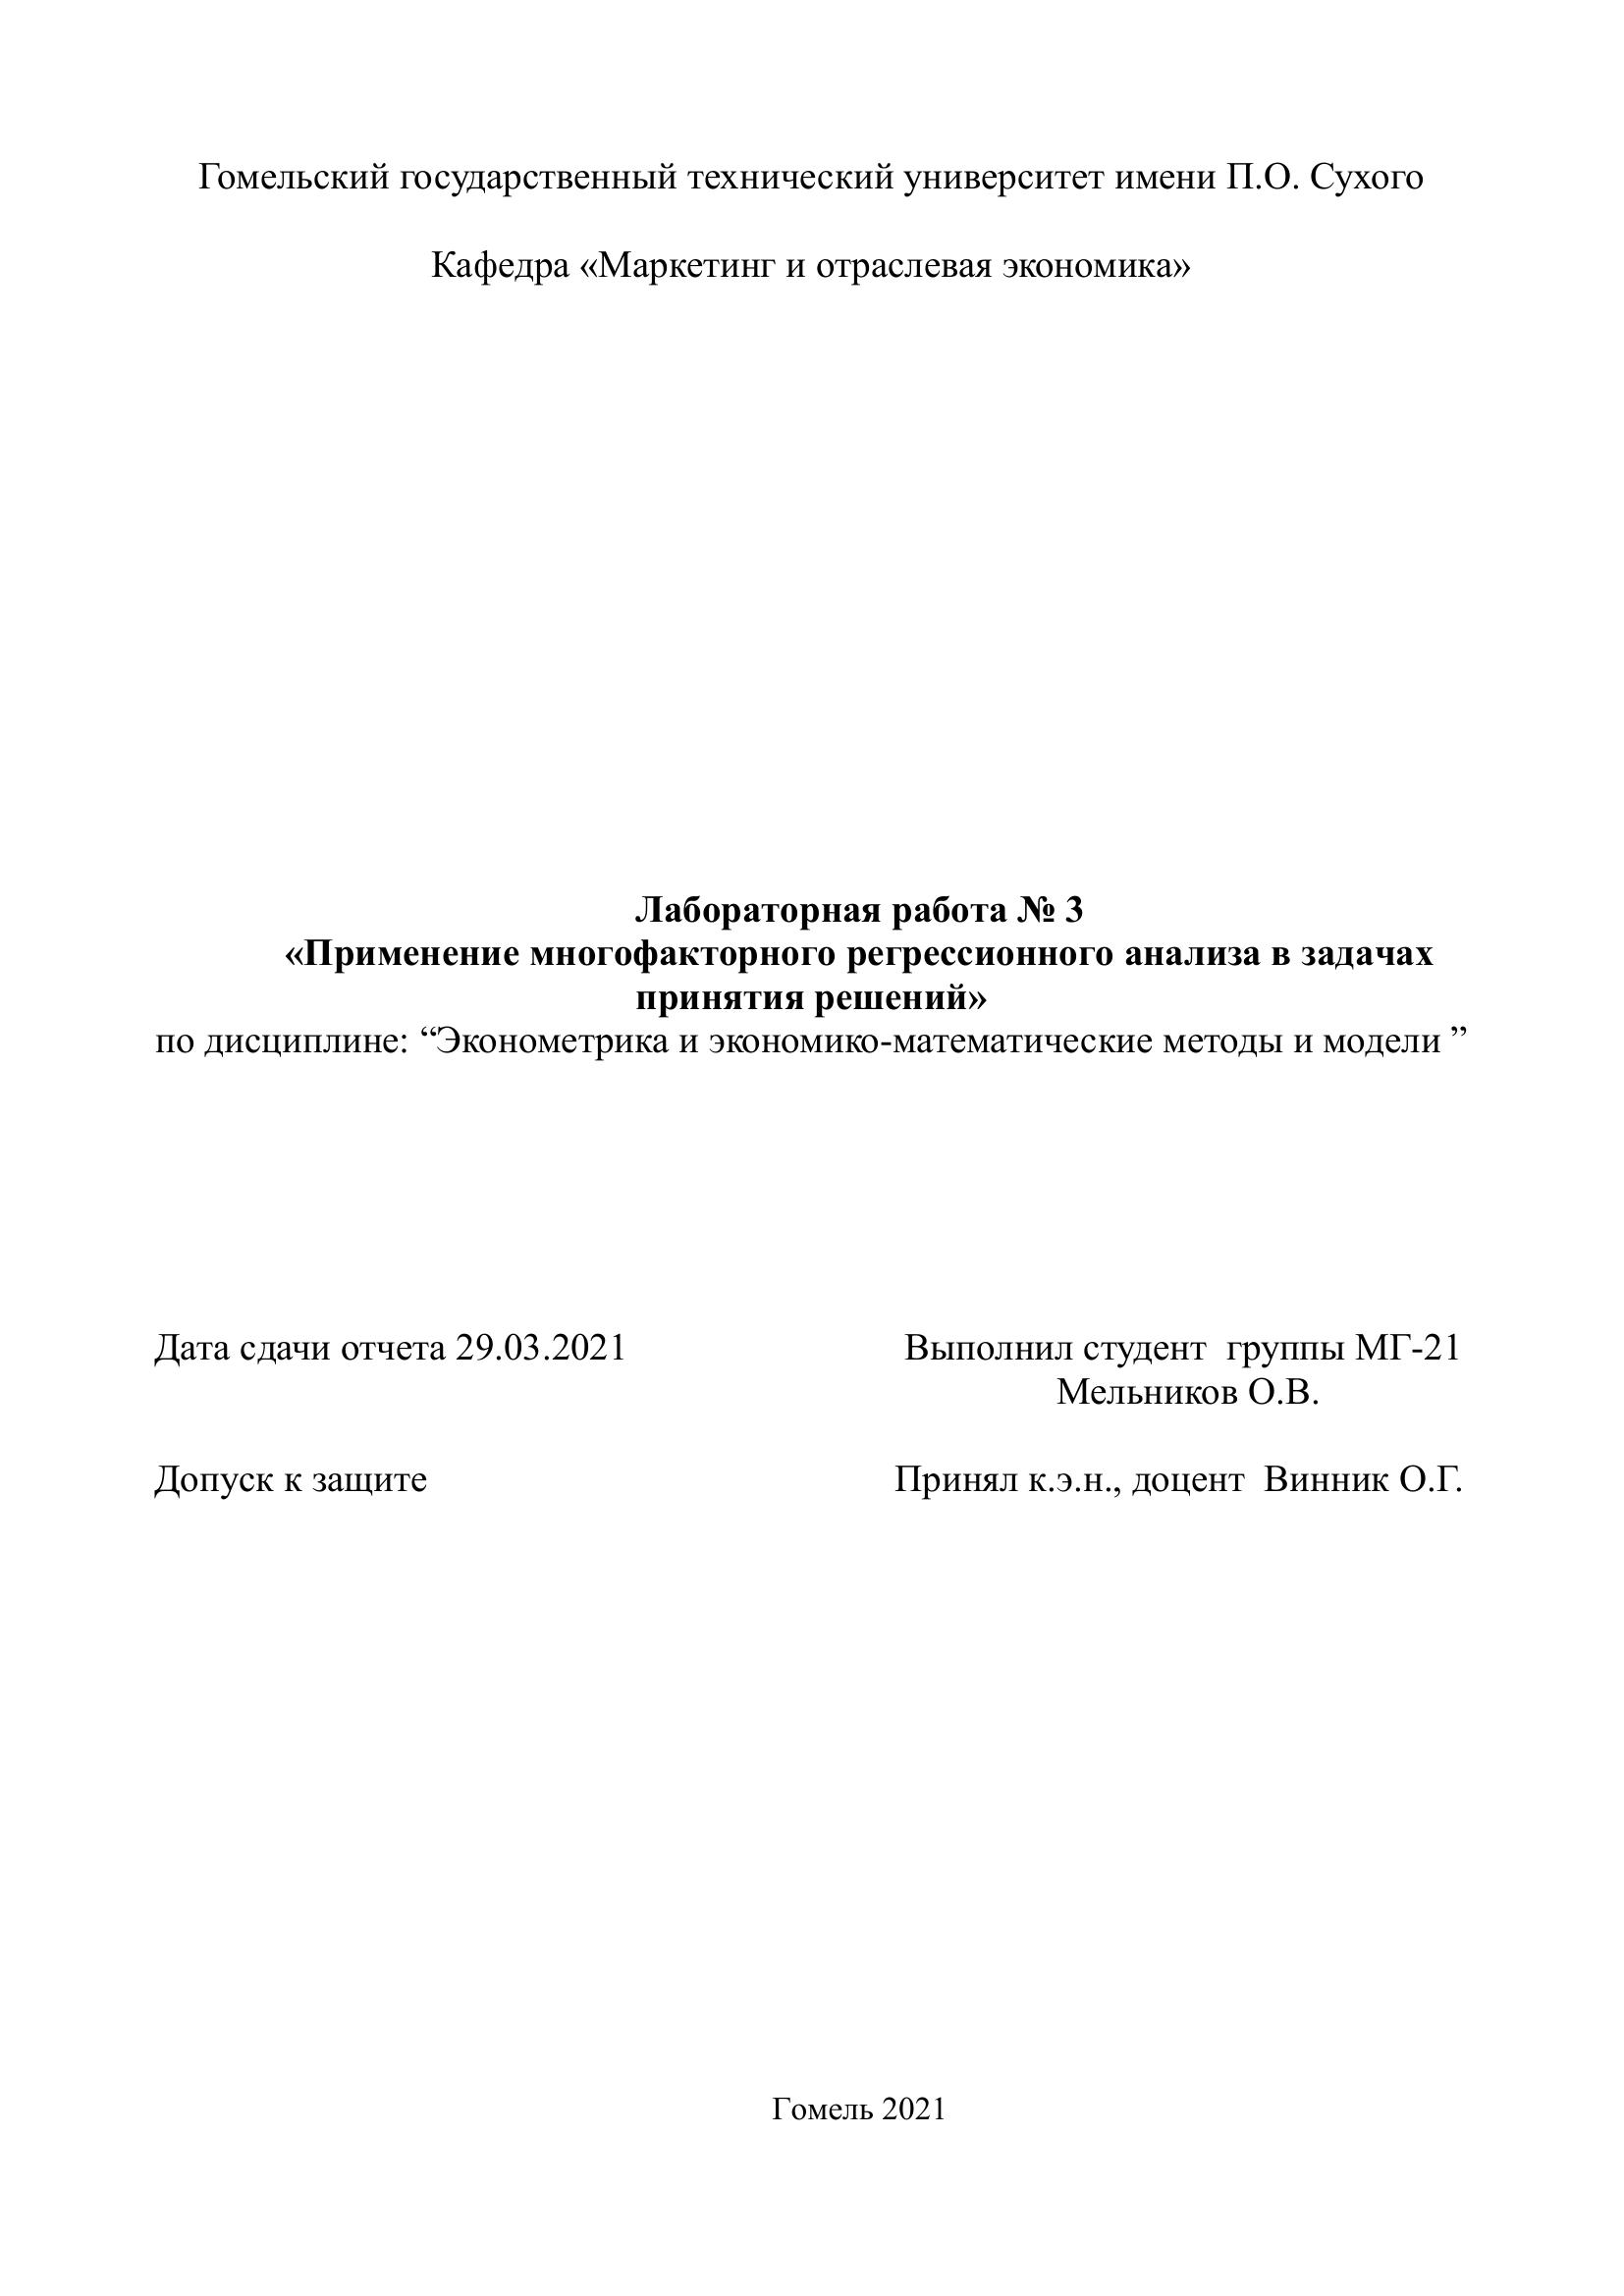 Гомельский государственный технический университет имени П.О. Сухого
Кафедра «Маркетинг и отраслевая экономика»
Лабораторная работа № 3
«Применение многофакторного регрессионного анализа в задачах
принятия решений»
по дисциплине: “Эконометрика и экономико-математические методы и модели ”
Дата сдачи отчета 29.03.2021 Выполнил студент группы МГ-21
Мельников О.В.
Допуск к защите Принял к.э.н., доцент Винник О.Г.
Гомель 2021